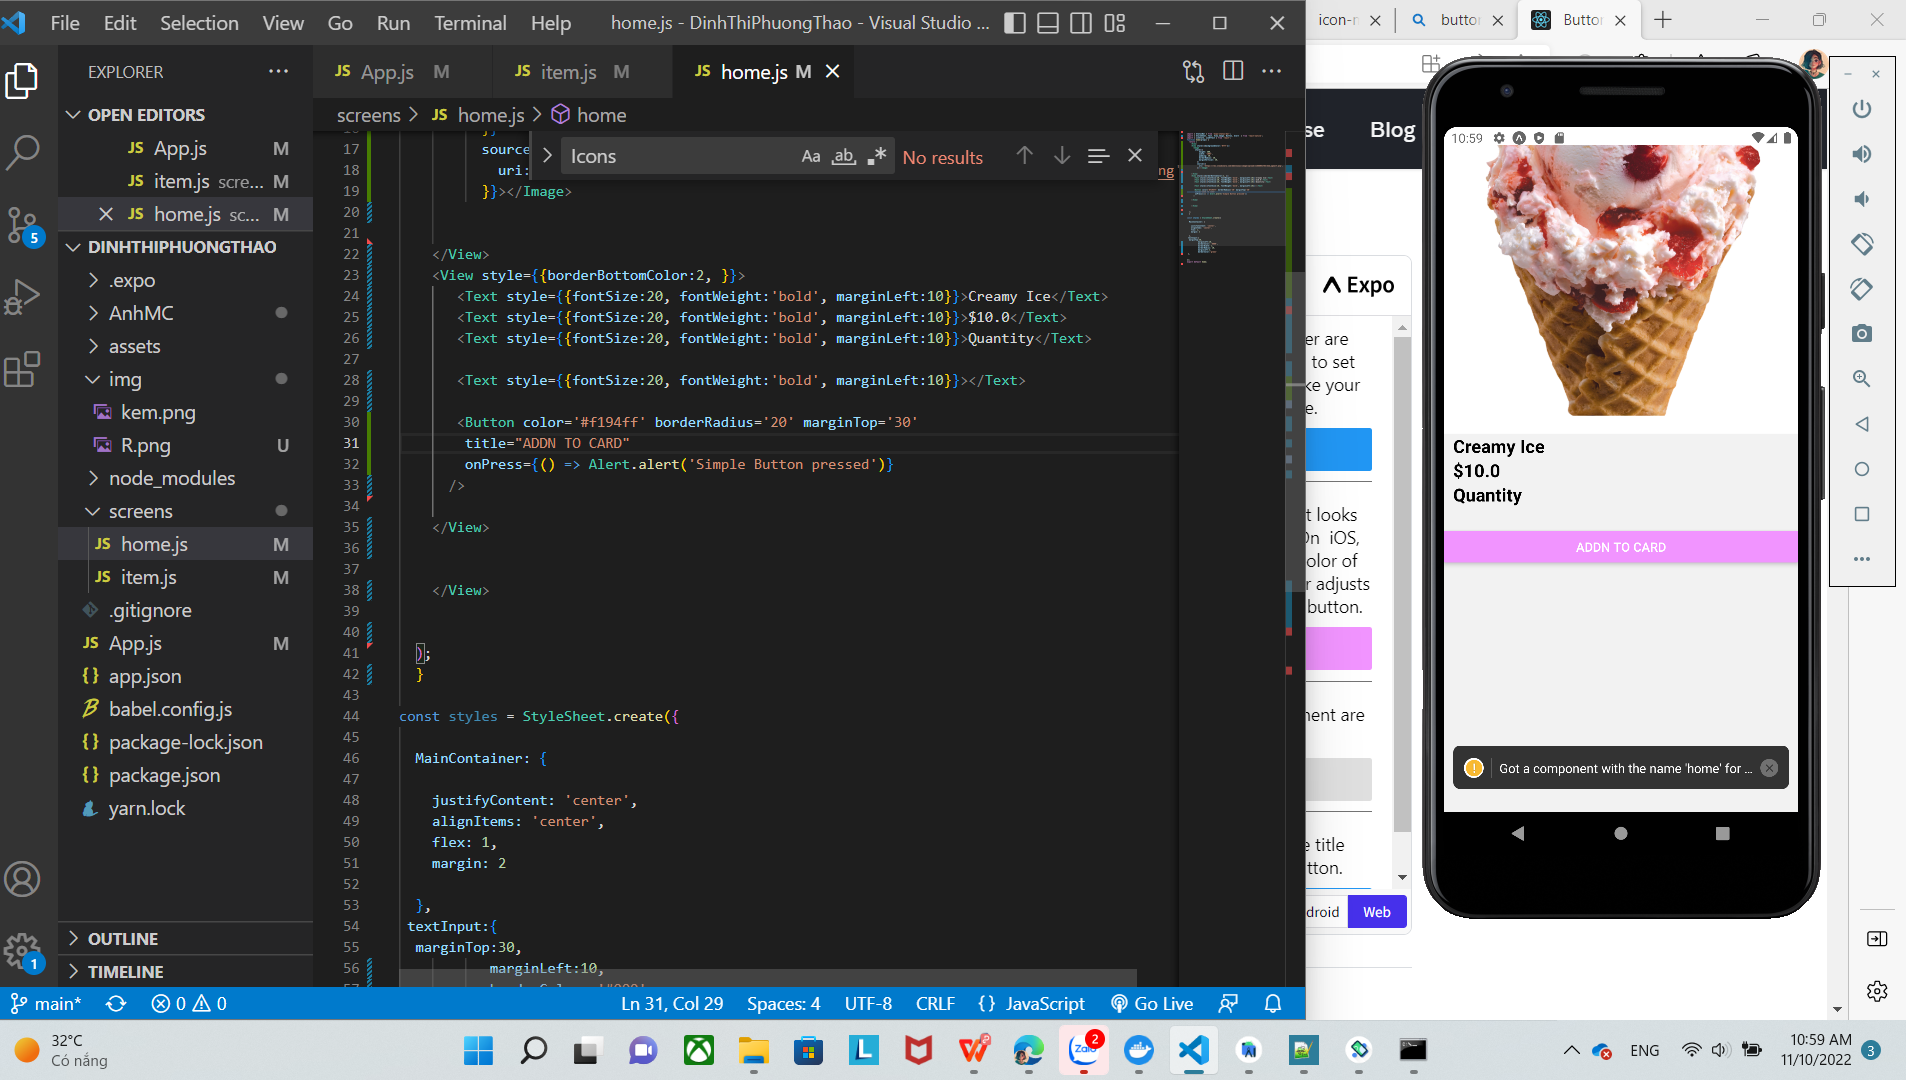 File Edit Selection View Go Run Terminal Help home.js - DinhThiPhuongThao - Visual Studio ...
EXPLORER ...
OPEN EDITORS
JS App.js M
JS item.js scre... M
JS home.js sc... M
DINHTHIPHUONGTHAO
.expo
AnhMC
assets
img
kem.png
R.png U
node_modules
screens
JS home.js M
JS item.js M
.gitignore
JS App.js M
{} app.json
babel.config.js
{} package-lock.json
{} package.json
yarn.lock
OUTLINE
TIMELINE
5
1
JS App.js M JS item.js M JS home.js M
screens > JS home.js > home
Icons Aa ab No results
17 source
18 uri: ng
19 }}></Image>
20
21
22 </View>
23 <View style={{borderBottomColor:2, }}>
24 <Text style={{fontSize:20, fontWeight:'bold', marginLeft:10}}>Creamy Ice</Text>
25 <Text style={{fontSize:20, fontWeight:'bold', marginLeft:10}}>$10.0</Text>
26 <Text style={{fontSize:20, fontWeight:'bold', marginLeft:10}}>Quantity</Text>
27
28 <Text style={{fontSize:20, fontWeight:'bold', marginLeft:10}}></Text>
29
30 <Button color='#f194ff' borderRadius='20' marginTop='30'
31 title="ADDN TO CARD"
32 onPress={() => Alert.alert('Simple Button pressed')}
33 />
34
35 </View>
36
37
38 </View>
39
40
41 );
42 }
43
44 const styles = StyleSheet.create({
45
46 MainContainer: {
47
48 justifyContent: 'center',
49 alignItems: 'center',
50 flex: 1,
51 margin: 2
52
53 },
54 textInput:{
55 marginTop:30,
56 marginLeft:10,
main* 0 0 Ln 31, Col 29 Spaces: 4 UTF-8 CRLF {} JavaScript Go Live
icon-n button Button
se Blog
Expo
er are
to set
ke your
e.
t looks
On iOS,
olor of
r adjusts
button.
nent are
e title
tton.
droid Web
10:59
Creamy Ice
$10.0
Quantity
ADDN TO CARD
Got a component with the name 'home' for ...
32°C
Có nắng
Zalo 2
ENG
10:59 AM
11/10/2022
3